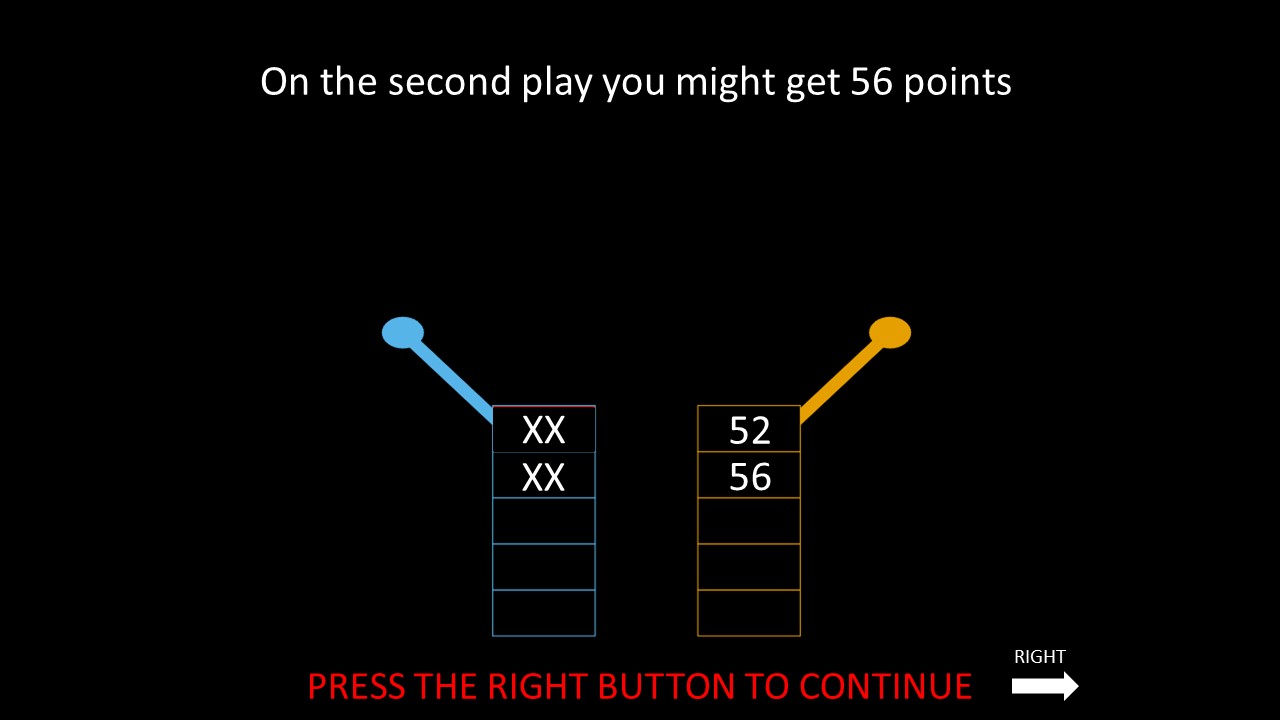 On the second play you might get 56 points
XX 52
XX 56
RIGHT
PRESS THE RIGHT BUTTON TO CONTINUE